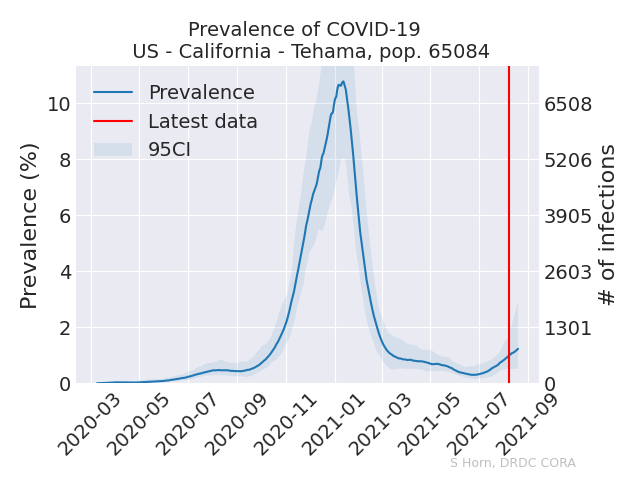 Prevalence of COVID-19
US - California - Tehama, pop. 65084
Prevalence
Latest data
95CI
Prevalence (%)
10
8
6
4
2
0
# of infections
6508
5206
3905
2603
1301
0
2020-03
2020-05
2020-07
2020-09
2020-11
2021-01
2021-03
2021-05
2021-07
2021-09
S Horn, DRDC CORA